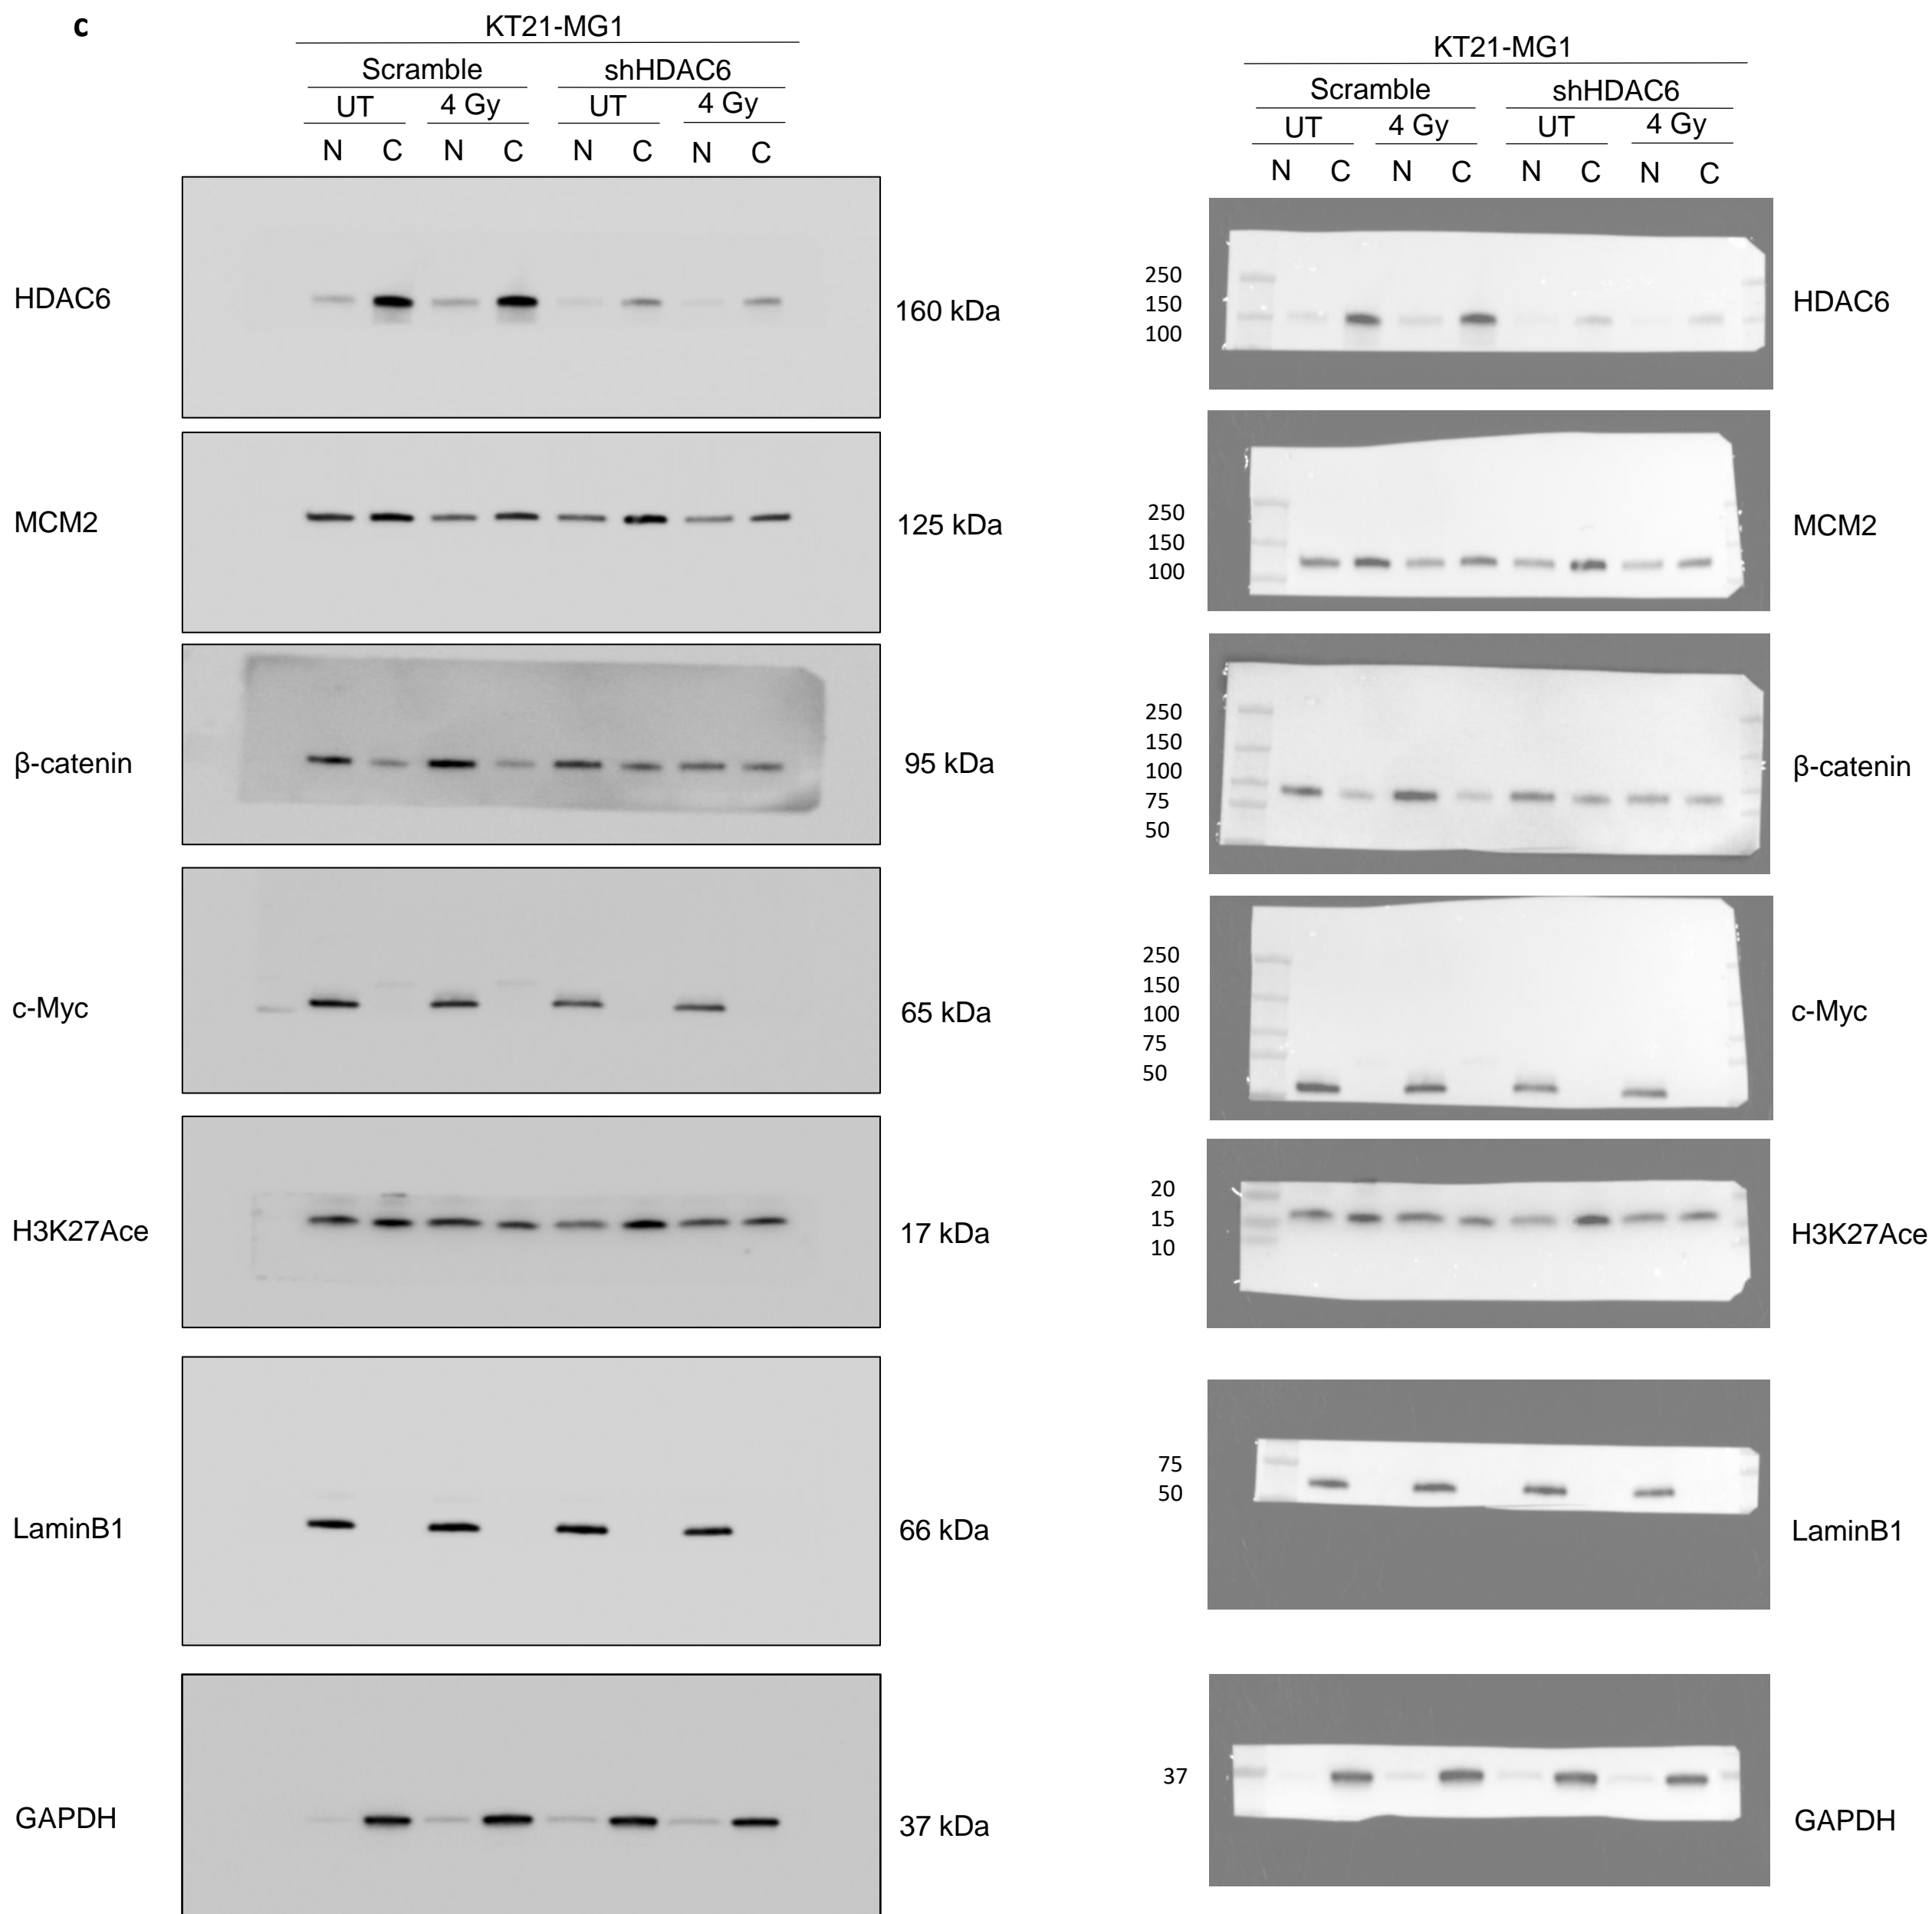 c
KT21-MG1
Scramble shHDAC6
UT 4 Gy UT 4 Gy
N C N C N C N C
HDAC6 160 kDa
MCM2 125 kDa
β-catenin 95 kDa
c-Myc 65 kDa
H3K27Ace 17 kDa
LaminB1 66 kDa
GAPDH 37 kDa
KT21-MG1
Scramble shHDAC6
UT 4 Gy UT 4 Gy
N C N C N C N C
250
150
100
HDAC6
250
150
100
MCM2
250
150
100
75
50
β-catenin
250
150
100
75
50
c-Myc
20
15
10
H3K27Ace
75
50
LaminB1
37
GAPDH